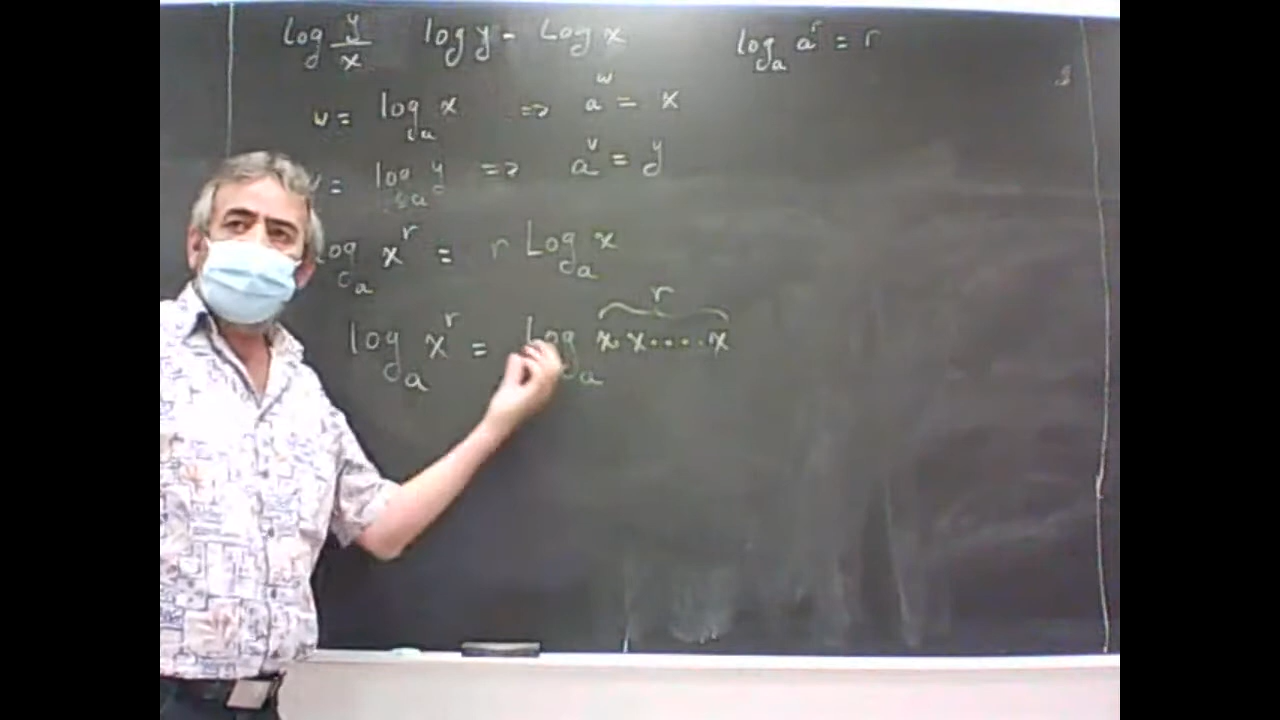 log y/x log y - log x log_a a^r = r
w = log_a x => a^w = x
v = log_a y => a^v = y
log_a x^r = r log_a x
r
log_a x^r = log_a x · x · · · · x